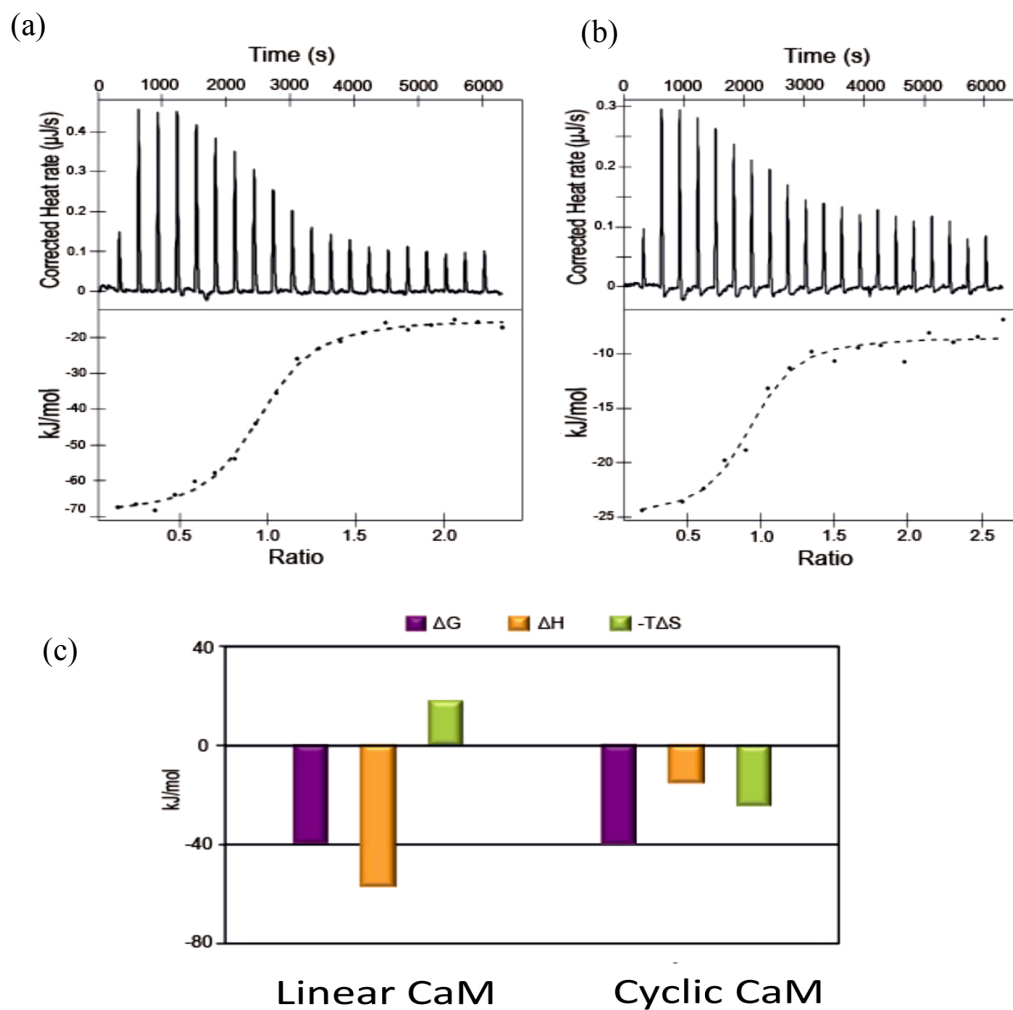 (a)
Time (s)
0 1000 2000 3000 4000 5000 6000
Corrected Heat rate (µJ/s)
0.4
0.3
0.2
0.1
0
kJ/mol
-20
-30
-40
-50
-60
-70
0.5 1.0 1.5 2.0
Ratio
(b)
Time (s)
0 1000 2000 3000 4000 5000 6000
Corrected Heat rate (µJ/s)
0.3
0.2
0.1
0
kJ/mol
-10
-15
-20
-25
0.5 1.0 1.5 2.0 2.5
Ratio
(c)
ΔG ΔH -TΔS
kJ/mol
40
0
-40
-80
Linear CaM Cyclic CaM